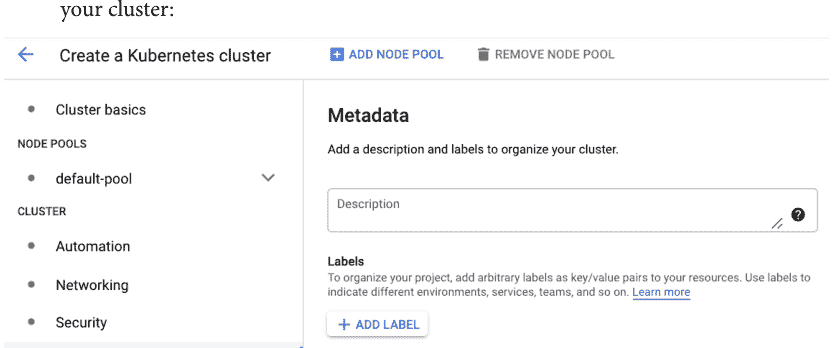 your cluster:
Create a Kubernetes cluster
ADD NODE POOL
REMOVE NODE POOL
Cluster basics
NODE POOLS
default-pool
CLUSTER
Automation
Networking
Security
Metadata
Add a description and labels to organize your cluster.
Description
Labels
To organize your project, add arbitrary labels as key/value pairs to your resources. Use labels to
indicate different environments, services, teams, and so on. Learn more
ADD LABEL